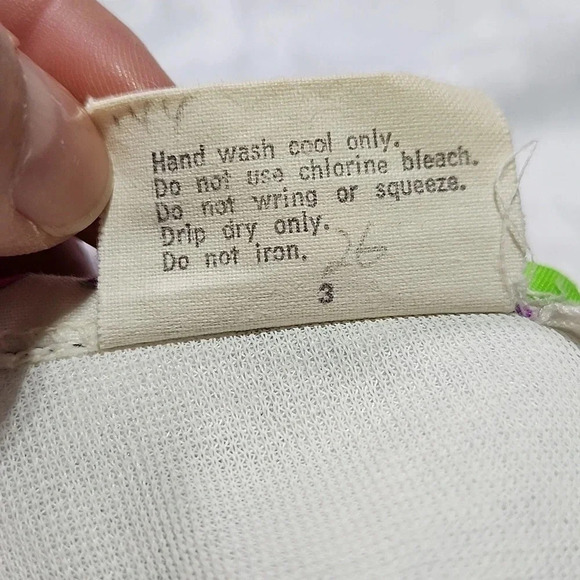 Hand wash cool only.
Do not use chlorine bleach.
Do not wring or squeeze.
Drip dry only.
Do not iron.
26
3